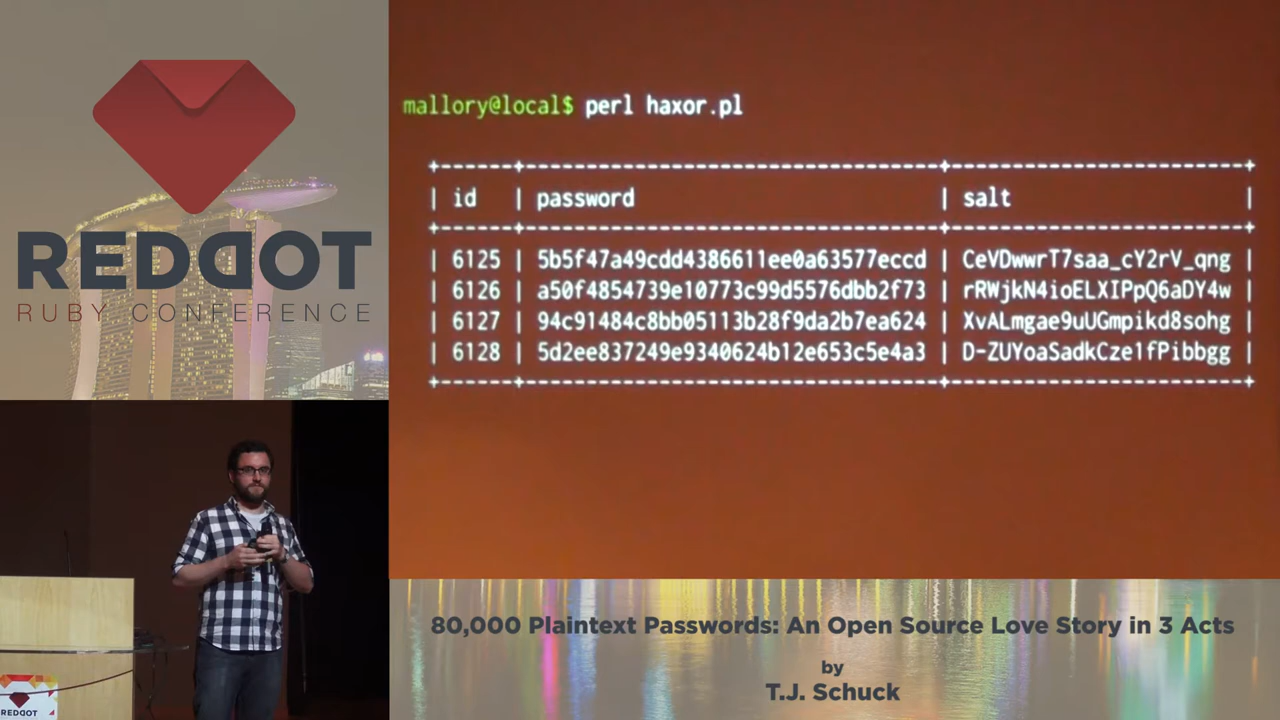 REDDOT
RUBY CONFERENCE
mallory@local$ perl haxor.pl
+------+----------------------------------+------------------------+
| id | password | salt |
+------+----------------------------------+------------------------+
| 6125 | 5b5f47a49cdd4386611ee0a63577eccd | CeVDwwrT7saa_cY2rV_qng |
| 6126 | a50f4854739e10773c99d5576dbb2f73 | rRWjkN4ioELXIPpQ6aDY4w |
| 6127 | 94c91484c8bb05113b28f9da2b7ea624 | XvALmgae9uUGmpikd8sohg |
| 6128 | 5d2ee837249e9340624b12e653c5e4a3 | D-ZUYoaSadkCze1fPibbgg |
+------+----------------------------------+------------------------+
REDDOT
80,000 Plaintext Passwords: An Open Source Love Story in 3 Acts
by
T.J. Schuck